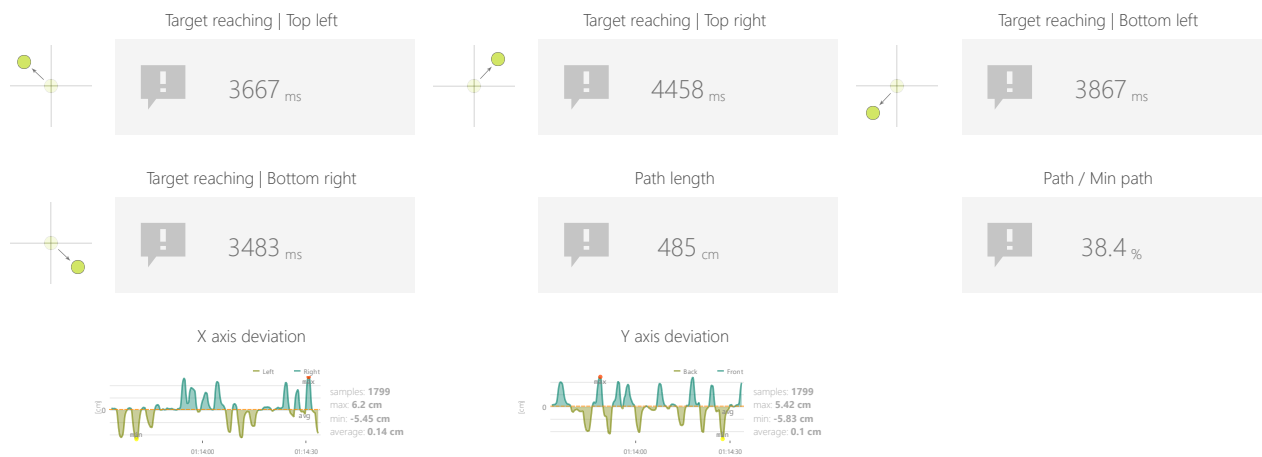 Target reaching | Top left
Target reaching | Top right
Target reaching | Bottom left
3667 ms
4458 ms
3867 ms
Target reaching | Bottom right
Path length
Path / Min path
3483 ms
485 cm
38.4 %
X axis deviation
Y axis deviation
Left
Right
max
[cm]
0
avg
min
01:14:00
01:14:30
samples: 1799
max: 6.2 cm
min: -5.45 cm
average: 0.14 cm
Back
Front
max
[cm]
0
avg
min
01:14:00
01:14:30
samples: 1799
max: 5.42 cm
min: -5.83 cm
average: 0.1 cm